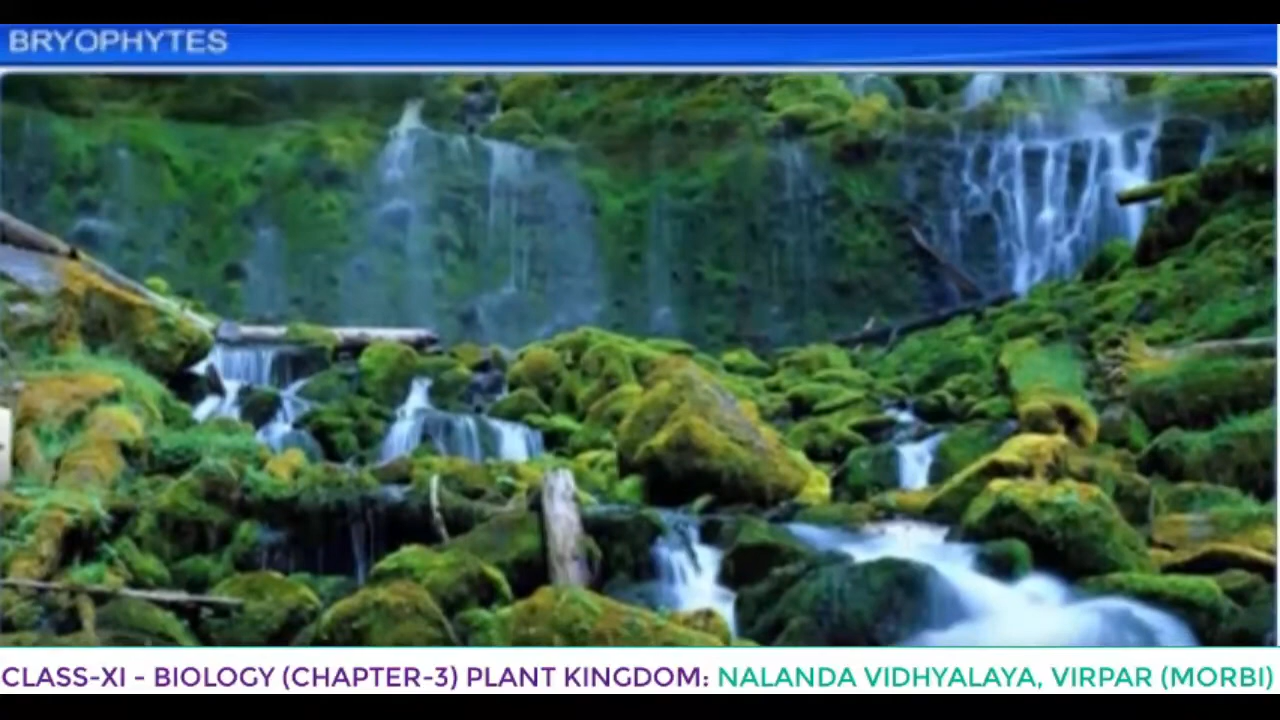 BRYOPHYTES
CLASS-XI - BIOLOGY (CHAPTER-3) PLANT KINGDOM: NALANDA VIDHYALAYA, VIRPAR (MORBI)